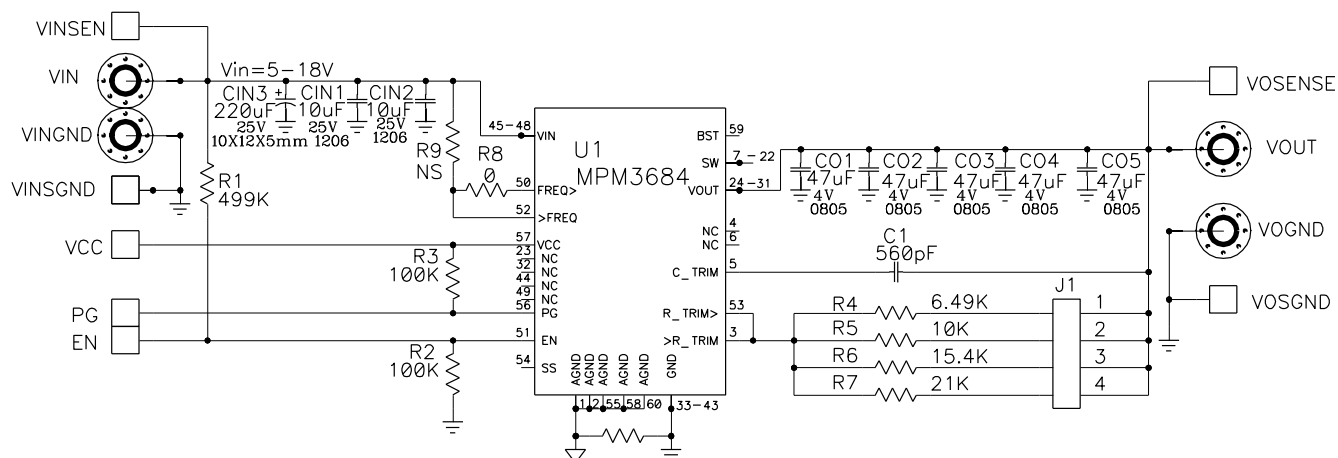 VINSEN
VIN
VINGND
VINSGND
VCC
PG
EN
Vin=5-18V
CIN3
220uF
25V
10X12X5mm
+
CIN1
10uF
25V
1206
CIN2
10uF
25V
1206
R1
499K
R9
NS
R8
0
R3
100K
R2
100K
45-48
50
52
57
23
32
44
49
56
51
54
U1
MPM3684
VIN
FREQ>
>FREQ
VCC
NC
NC
NC
NC
PG
EN
SS
AGND
AGND
AGND
AGND
AGND
GND
1
2
55
58
60
33-43
BST
SW
VOUT
NC
NC
C_TRIM
R_TRIM>
>R_TRIM
59
7-22
24-31
4
6
5
53
3
CO1
47uF
4V
0805
CO2
47uF
4V
0805
CO3
47uF
4V
0805
CO4
47uF
4V
0805
CO5
47uF
4V
0805
C1
560pF
R4
6.49K
R5
10K
R6
15.4K
R7
21K
J1
1
2
3
4
VOSENSE
VOUT
VOGND
VOSGND